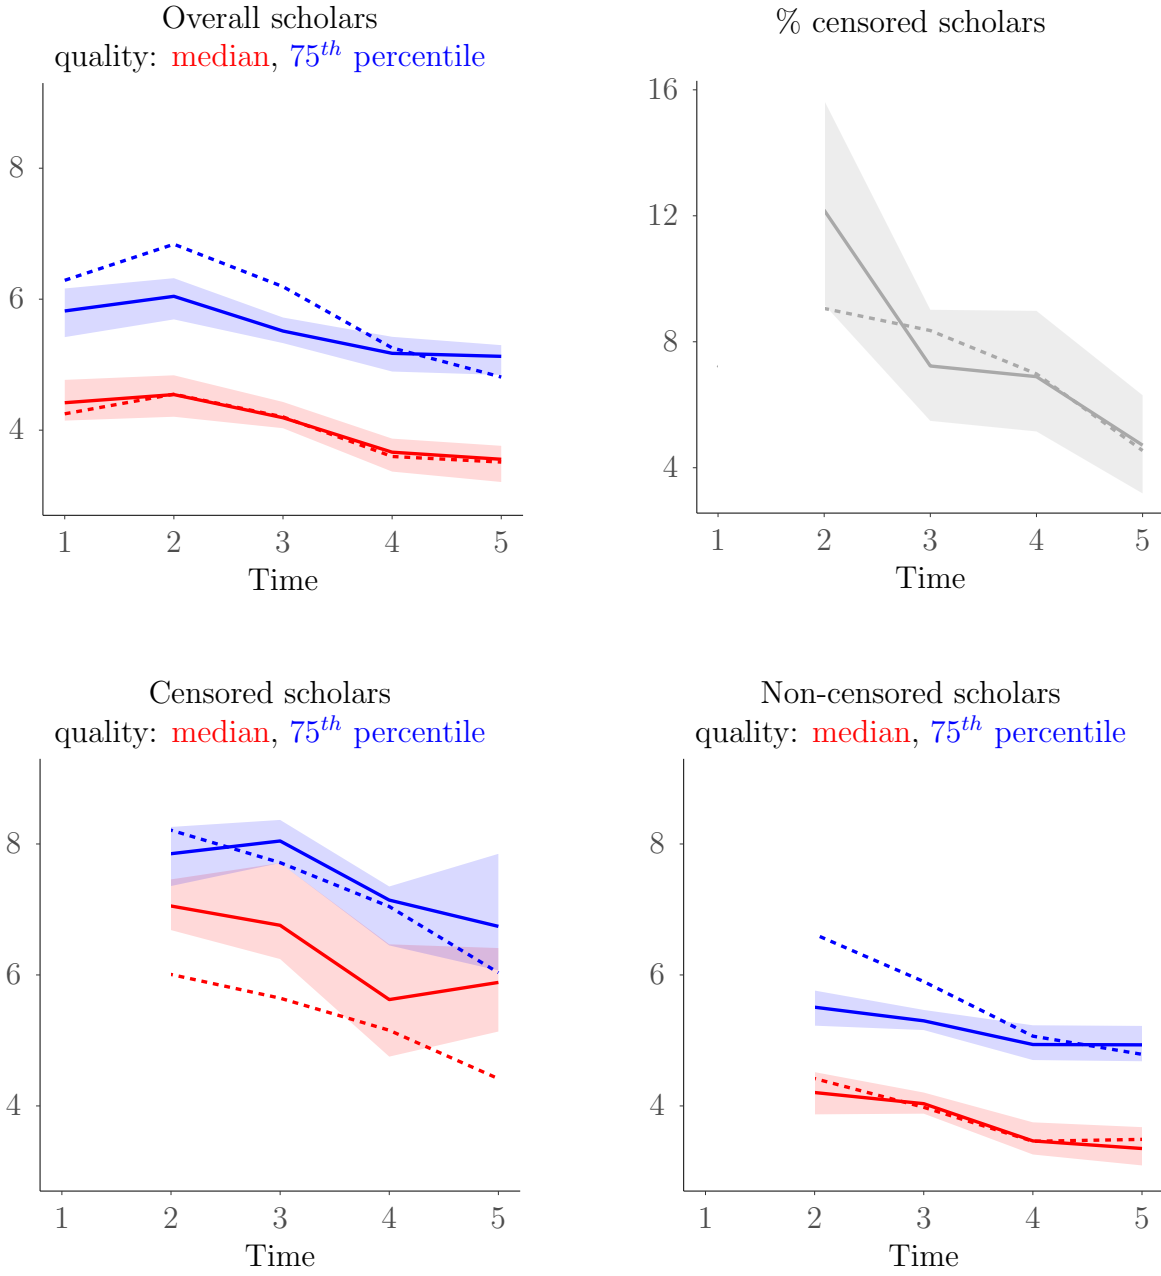 Overall scholars
quality: median, 75th percentile
8
6
4
1 2 3 4 5
Time
% censored scholars
16
12
8
4
1 2 3 4 5
Time
Censored scholars
quality: median, 75th percentile
8
6
4
1 2 3 4 5
Time
Non-censored scholars
quality: median, 75th percentile
8
6
4
1 2 3 4 5
Time